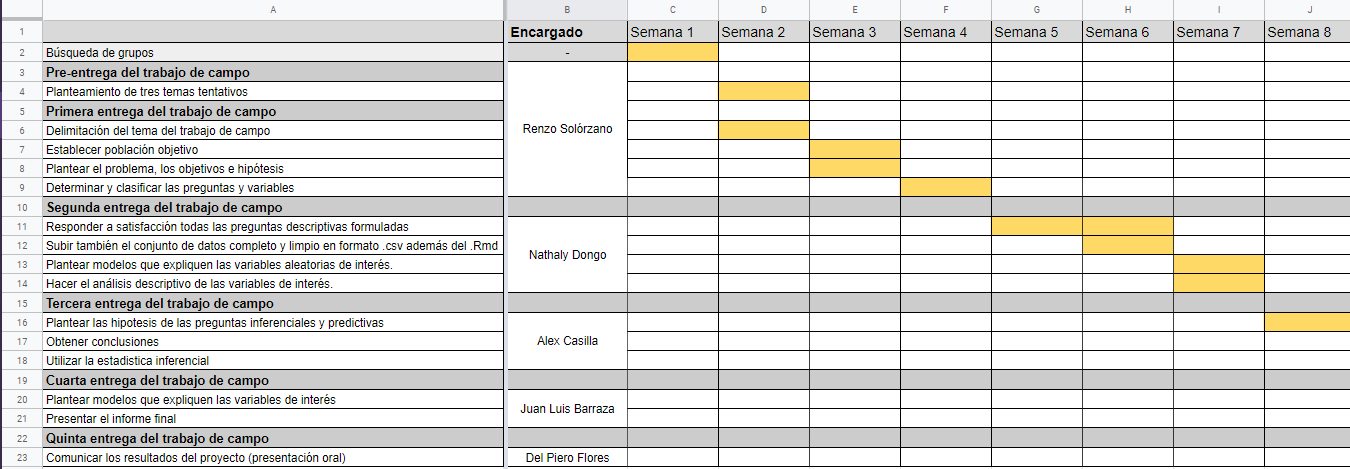 A B C D E F G H I J
1 Encargado Semana 1 Semana 2 Semana 3 Semana 4 Semana 5 Semana 6 Semana 7 Semana 8
2 Búsqueda de grupos -
3 Pre-entrega del trabajo de campo
4 Planteamiento de tres temas tentativos
5 Primera entrega del trabajo de campo
6 Delimitación del tema del trabajo de campo
Renzo Solórzano
7 Establecer población objetivo
8 Plantear el problema, los objetivos e hipótesis
9 Determinar y clasificar las preguntas y variables
10 Segunda entrega del trabajo de campo
11 Responder a satisfacción todas las preguntas descriptivas formuladas
12 Subir también el conjunto de datos completo y limpio en formato .csv además del .Rmd
Nathaly Dongo
13 Plantear modelos que expliquen las variables aleatorias de interés.
14 Hacer el análisis descriptivo de las variables de interés.
15 Tercera entrega del trabajo de campo
16 Plantear las hipotesis de las preguntas inferenciales y predictivas
17 Obtener conclusiones Alex Casilla
18 Utilizar la estadistica inferencial
19 Cuarta entrega del trabajo de campo
20 Plantear modelos que expliquen las variables de interés
Juan Luis Barraza
21 Presentar el informe final
22 Quinta entrega del trabajo de campo
23 Comunicar los resultados del proyecto (presentación oral) Del Piero Flores